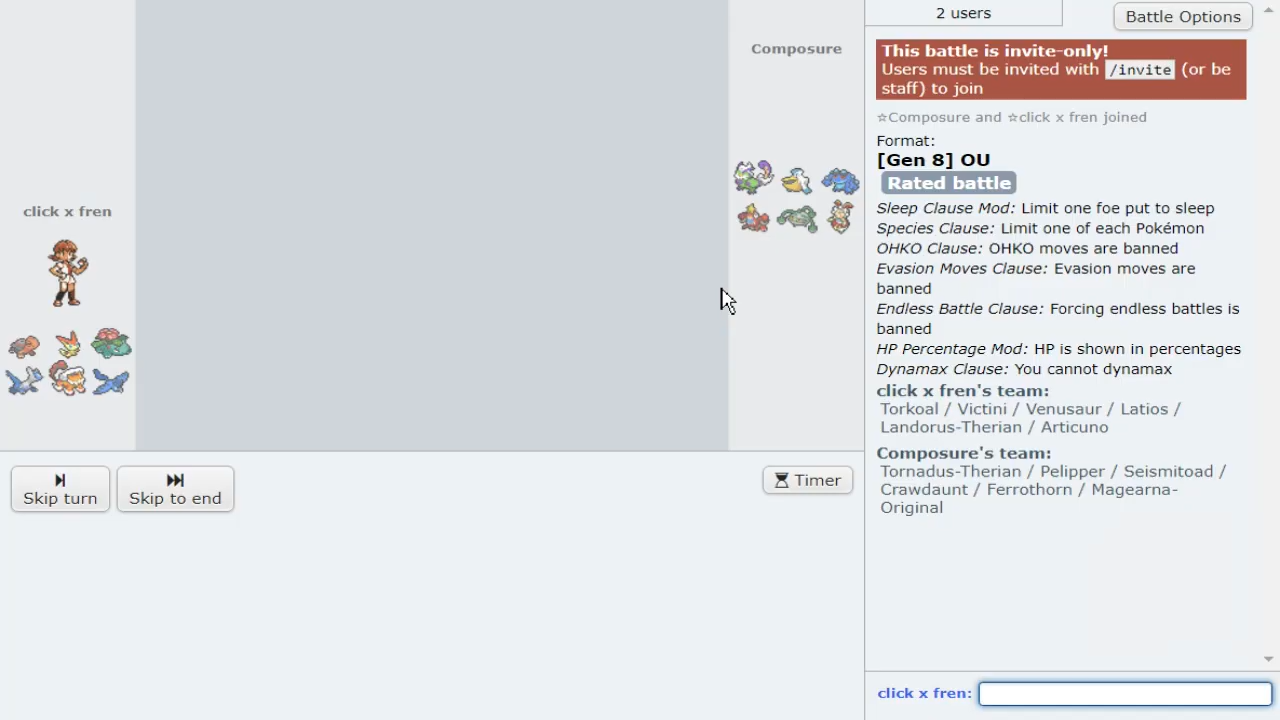 2 users
Battle Options
Composure
click x fren
This battle is invite-only!
Users must be invited with /invite (or be
staff) to join
☆Composure and ☆click x fren joined
Format:
[Gen 8] OU
Rated battle
Sleep Clause Mod: Limit one foe put to sleep
Species Clause: Limit one of each Pokémon
OHKO Clause: OHKO moves are banned
Evasion Moves Clause: Evasion moves are
banned
Endless Battle Clause: Forcing endless battles is
banned
HP Percentage Mod: HP is shown in percentages
Dynamax Clause: You cannot dynamax
click x fren's team:
Torkoal / Victini / Venusaur / Latios /
Landorus-Therian / Articuno
Composure's team:
Tornadus-Therian / Pelipper / Seismitoad /
Crawdaunt / Ferrothorn / Magearna-
Original
Skip turn
Skip to end
Timer
click x fren: